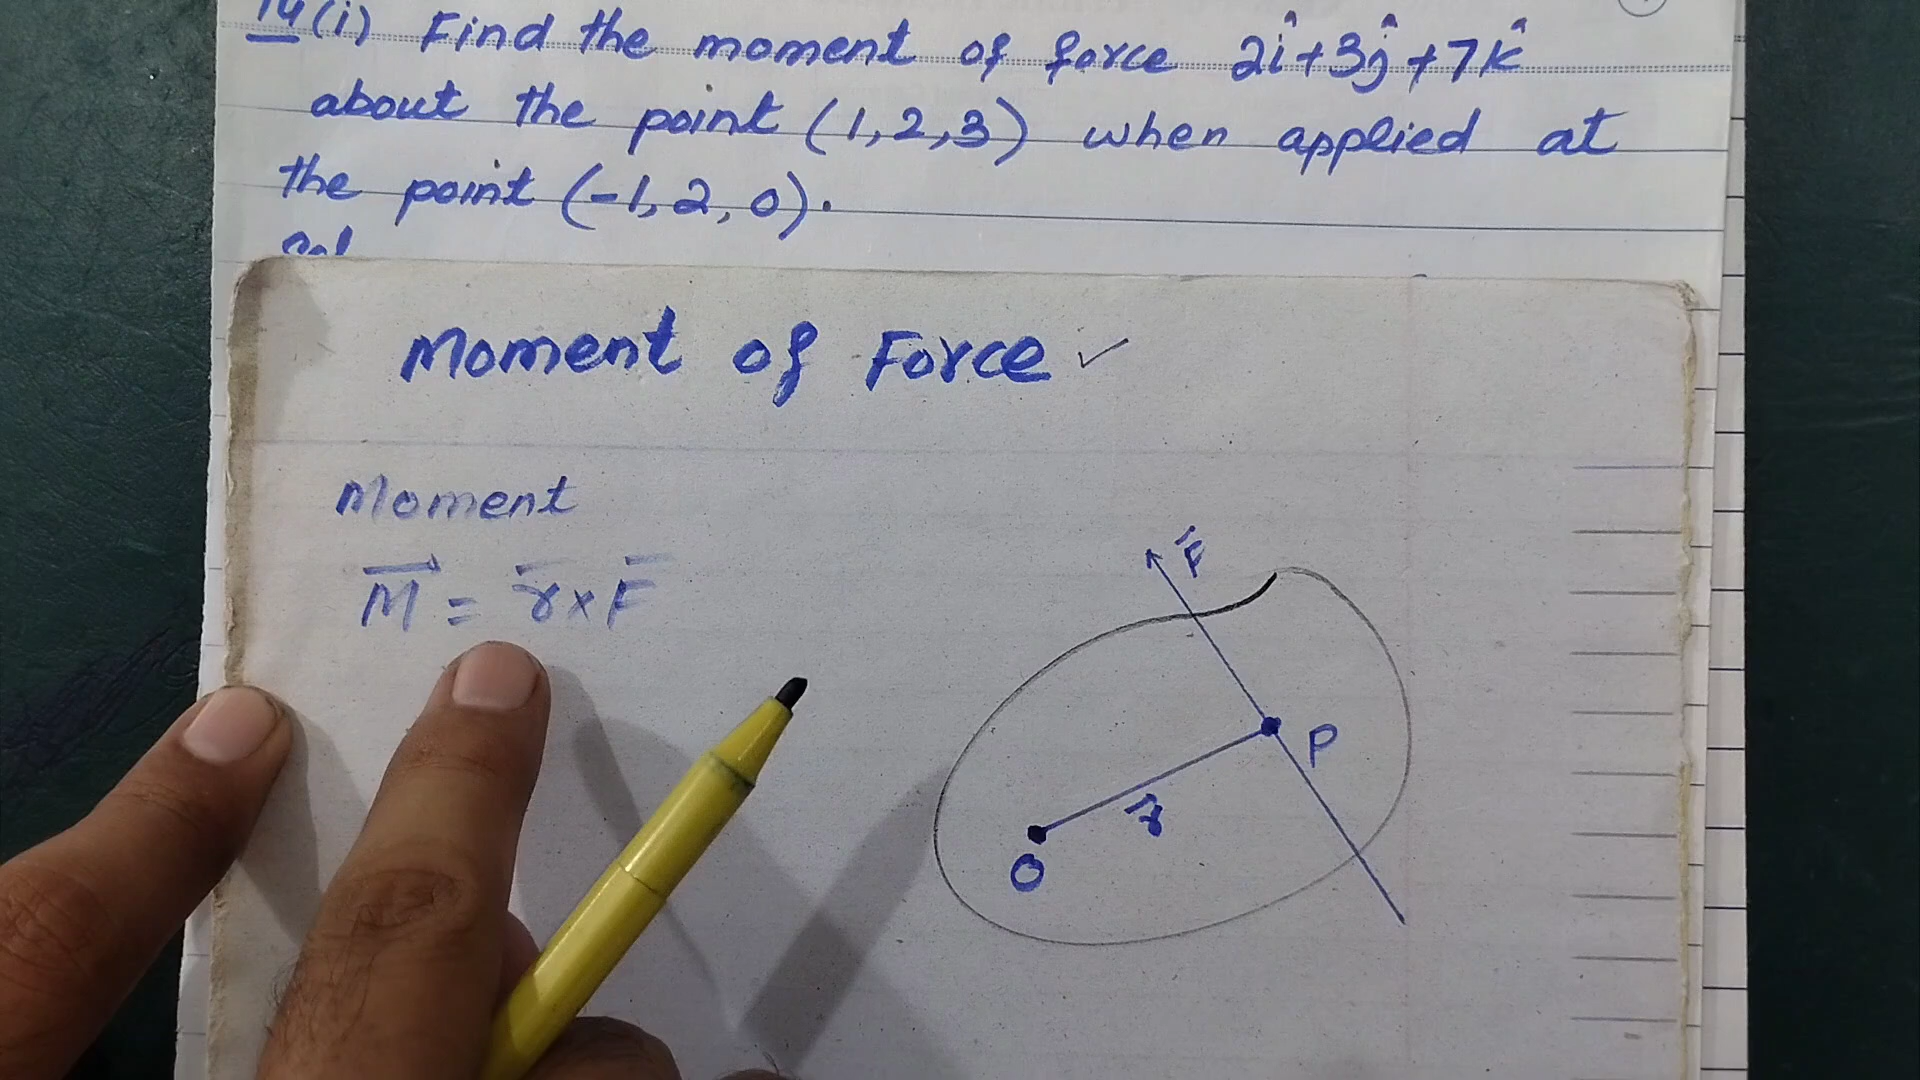 14(i) Find the moment of force 2î+3ĵ+7k̂
about the point (1,2,3) when applied at
the point (-1,2,0).
Sol
Moment of Force ✓
Moment
M⃗ = r̄×F̄
F̄
P
r
O